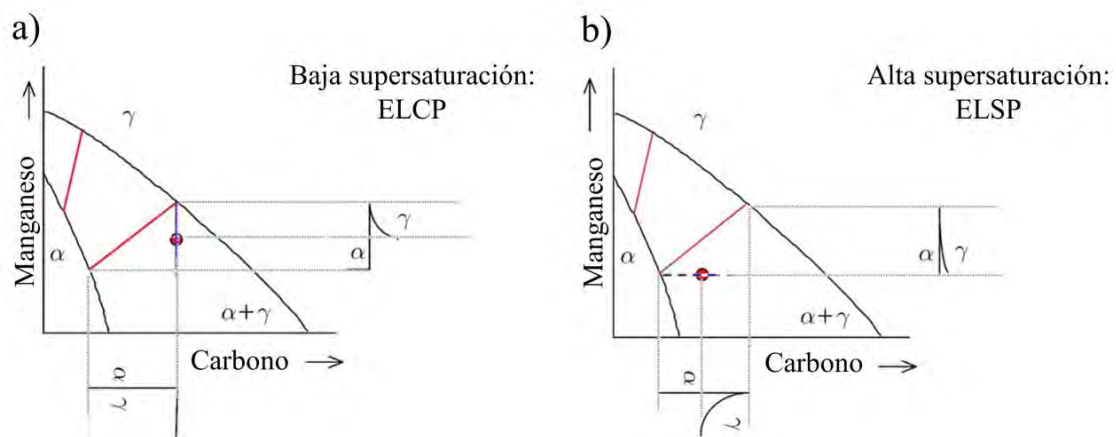 a)
Baja supersaturación:
ELCP
Manganeso
γ
α
α+γ
Carbono
γ
α
α
γ
b)
Alta supersaturación:
ELSP
Manganeso
γ
α
α+γ
Carbono
α γ
α
γ